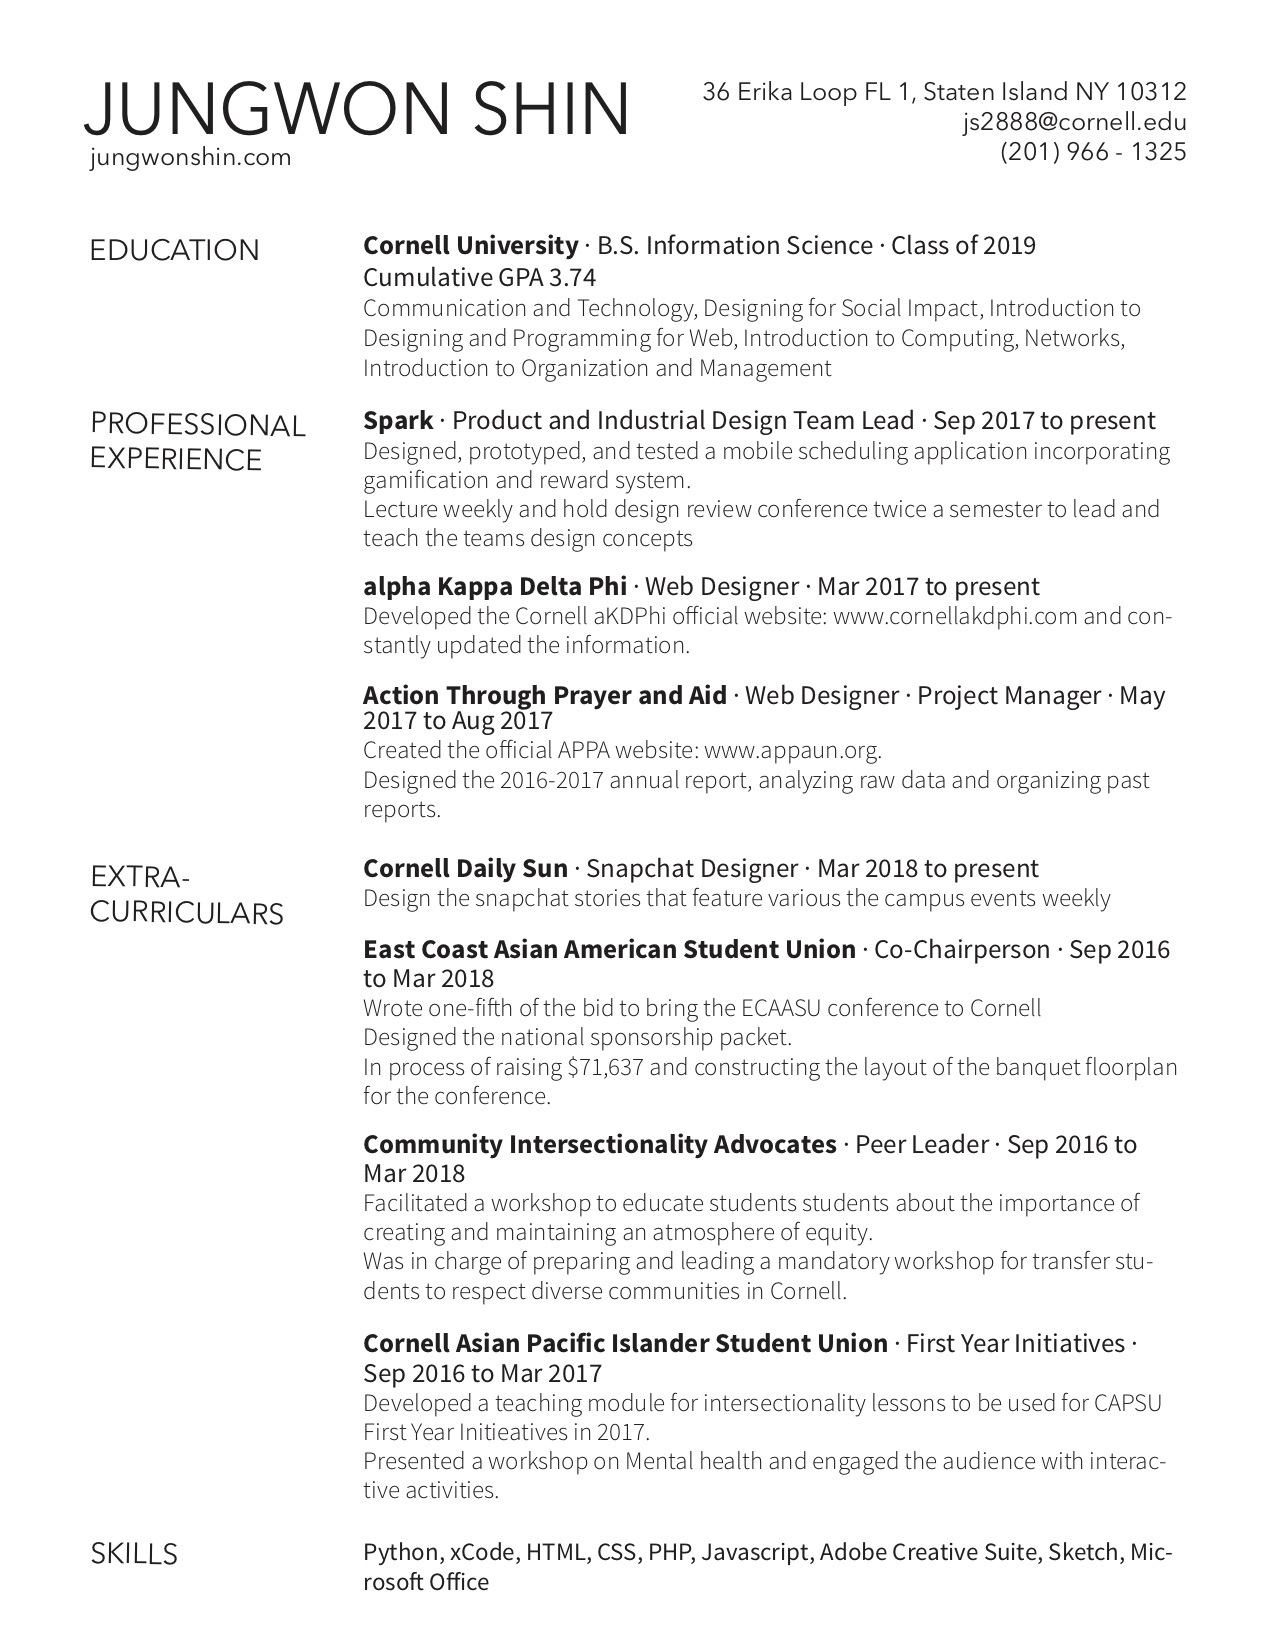 JUNGWON SHIN
jungwonshin.com
36 Erika Loop FL 1, Staten Island NY 10312
js2888@cornell.edu
(201) 966 - 1325
EDUCATION
Cornell University · B.S. Information Science · Class of 2019
Cumulative GPA 3.74
Communication and Technology, Designing for Social Impact, Introduction to
Designing and Programming for Web, Introduction to Computing, Networks,
Introduction to Organization and Management
PROFESSIONAL
EXPERIENCE
Spark · Product and Industrial Design Team Lead · Sep 2017 to present
Designed, prototyped, and tested a mobile scheduling application incorporating
gamification and reward system.
Lecture weekly and hold design review conference twice a semester to lead and
teach the teams design concepts
alpha Kappa Delta Phi · Web Designer · Mar 2017 to present
Developed the Cornell aKDPhi official website: www.cornellakdphi.com and con-
stantly updated the information.
Action Through Prayer and Aid · Web Designer · Project Manager · May
2017 to Aug 2017
Created the official APPA website: www.appaun.org.
Designed the 2016-2017 annual report, analyzing raw data and organizing past
reports.
EXTRA-
CURRICULARS
Cornell Daily Sun · Snapchat Designer · Mar 2018 to present
Design the snapchat stories that feature various the campus events weekly
East Coast Asian American Student Union · Co-Chairperson · Sep 2016
to Mar 2018
Wrote one-fifth of the bid to bring the ECAASU conference to Cornell
Designed the national sponsorship packet.
In process of raising $71,637 and constructing the layout of the banquet floorplan
for the conference.
Community Intersectionality Advocates · Peer Leader · Sep 2016 to
Mar 2018
Facilitated a workshop to educate students students about the importance of
creating and maintaining an atmosphere of equity.
Was in charge of preparing and leading a mandatory workshop for transfer stu-
dents to respect diverse communities in Cornell.
Cornell Asian Pacific Islander Student Union · First Year Initiatives ·
Sep 2016 to Mar 2017
Developed a teaching module for intersectionality lessons to be used for CAPSU
First Year Initieatives in 2017.
Presented a workshop on Mental health and engaged the audience with interac-
tive activities.
SKILLS
Python, xCode, HTML, CSS, PHP, Javascript, Adobe Creative Suite, Sketch, Mic-
rosoft Office